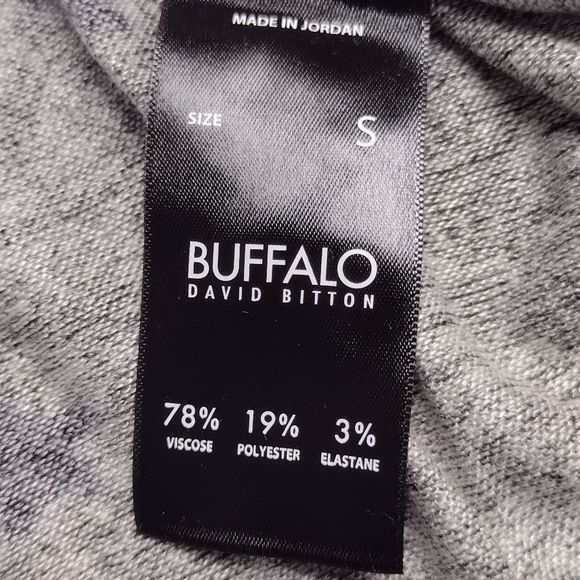 MADE IN JORDAN
SIZE S
BUFFALO
DAVID BITTON
78% 19% 3%
VISCOSE POLYESTER ELASTANE